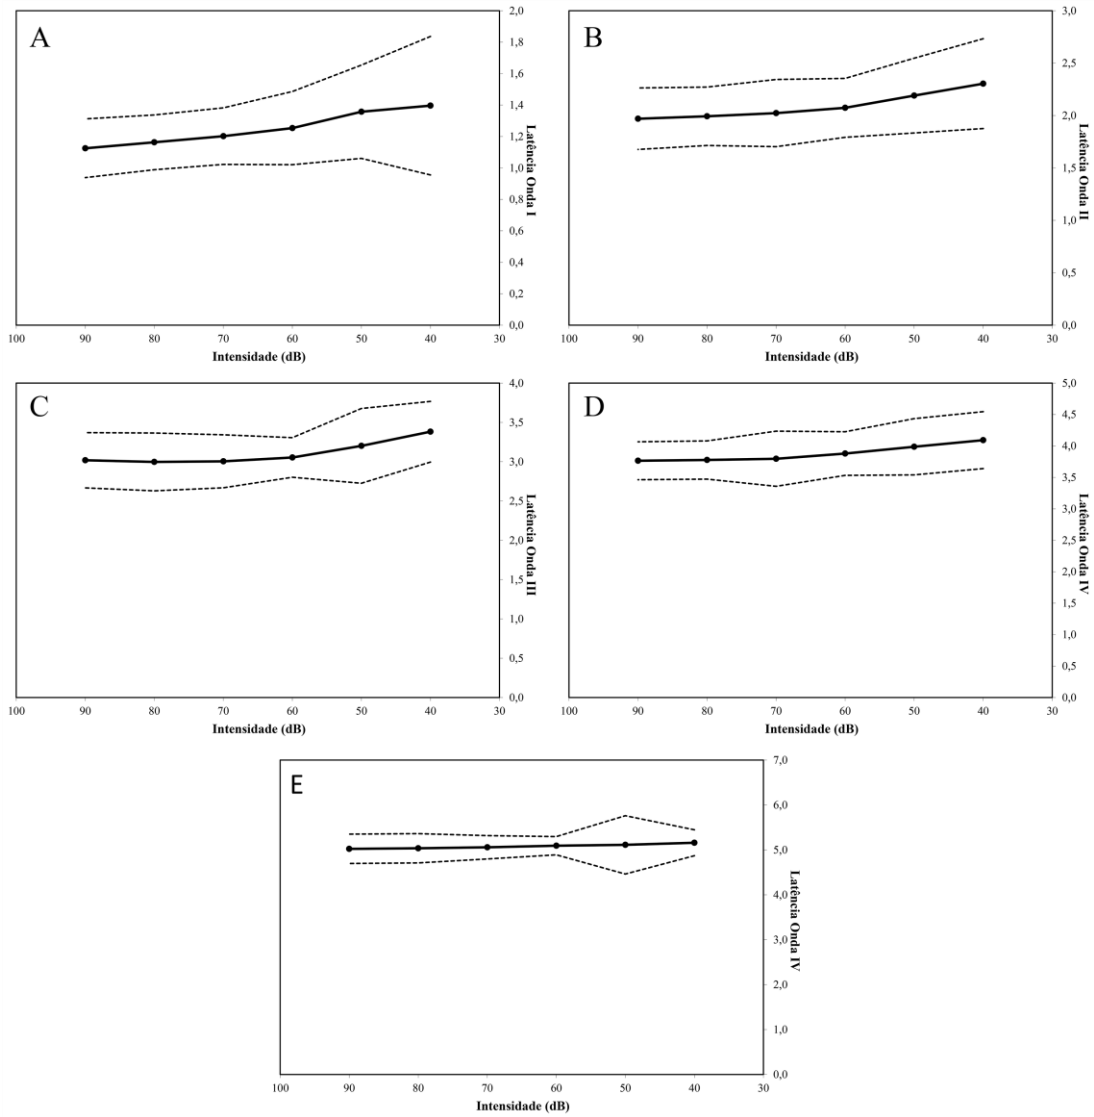 A
2,0
1,8
1,6
1,4
1,2
1,0
0,8
0,6
0,4
0,2
0,0
Latência Onda I
100 90 80 70 60 50 40 30
Intensidade (dB)
B
3,0
2,5
2,0
1,5
1,0
0,5
0,0
Latência Onda II
100 90 80 70 60 50 40 30
Intensidade (dB)
C
4,0
3,5
3,0
2,5
2,0
1,5
1,0
0,5
0,0
Latência Onda III
100 90 80 70 60 50 40 30
Intensidade (dB)
D
5,0
4,5
4,0
3,5
3,0
2,5
2,0
1,5
1,0
0,5
0,0
Latência Onda IV
100 90 80 70 60 50 40 30
Intensidade (dB)
E
7,0
6,0
5,0
4,0
3,0
2,0
1,0
0,0
Latência Onda IV
100 90 80 70 60 50 40 30
Intensidade (dB)